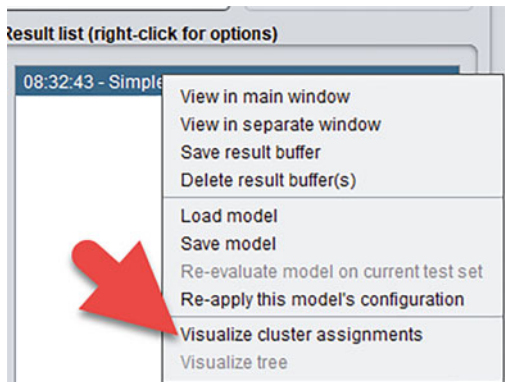 Result list (right-click for options)
08:32:43 - Simple
View in main window
View in separate window
Save result buffer
Delete result buffer(s)
Load model
Save model
Re-evaluate model on current test set
Re-apply this model's configuration
Visualize cluster assignments
Visualize tree